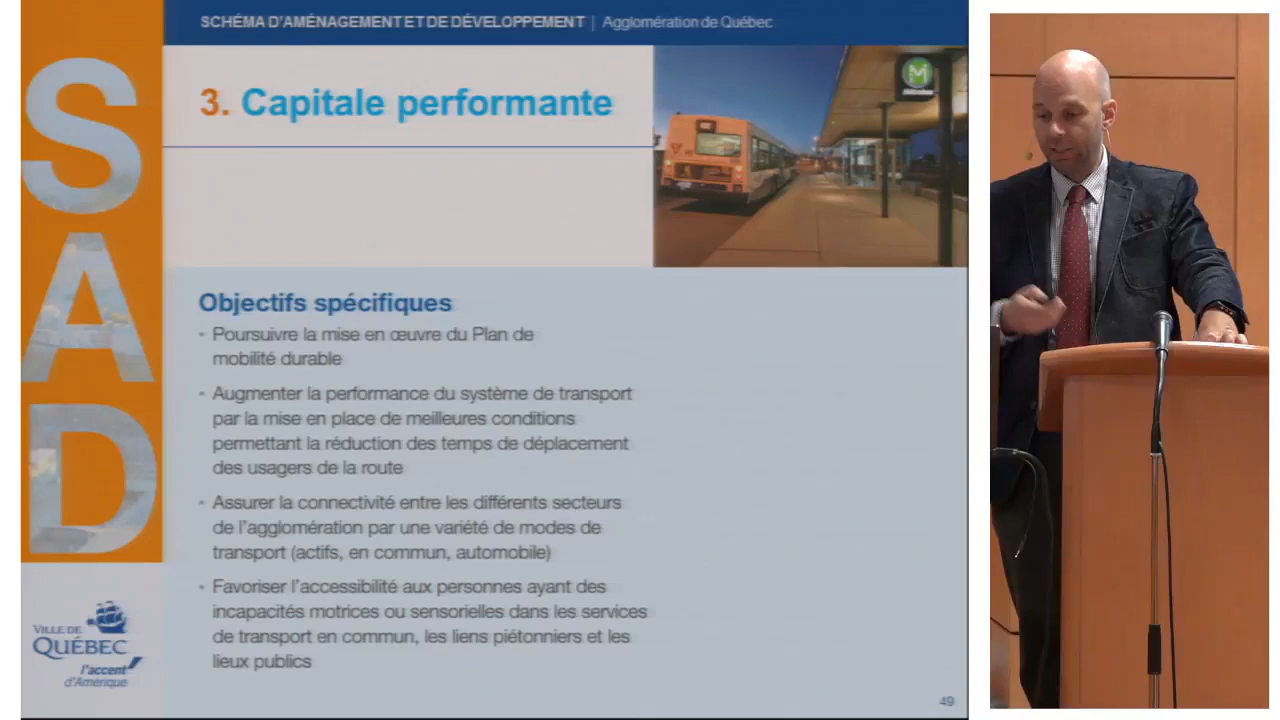 SCHÉMA D'AMÉNAGEMENT ET DE DÉVELOPPEMENT | Agglomération de Québec
SAD
3. Capitale performante
Objectifs spécifiques
- Poursuivre la mise en œuvre du Plan de
mobilité durable
- Augmenter la performance du système de transport
par la mise en place de meilleures conditions
permettant la réduction des temps de déplacement
des usagers de la route
- Assurer la connectivité entre les différents secteurs
de l'agglomération par une variété de modes de
transport (actifs, en commun, automobile)
- Favoriser l'accessibilité aux personnes ayant des
incapacités motrices ou sensorielles dans les services
de transport en commun, les liens piétonniers et les
lieux publics
VILLE DE
QUÉBEC
l'accent
d'Amérique
49